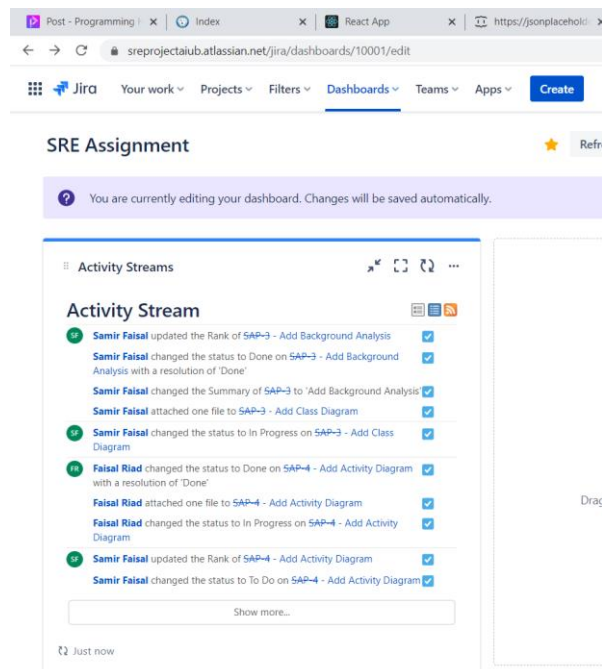 Post - Programming
Index
React App
https://jsonplacehold
sreprojectaiub.atlassian.net/jira/dashboards/10001/edit
Jira Your work Projects Filters Dashboards Teams Apps Create
SRE Assignment
Refr
You are currently editing your dashboard. Changes will be saved automatically.
Activity Streams
Activity Stream
SF Samir Faisal updated the Rank of SAP-3 - Add Background Analysis
Samir Faisal changed the status to Done on SAP-3 - Add Background
Analysis with a resolution of 'Done'
Samir Faisal changed the Summary of SAP-3 to 'Add Background Analysis'
Samir Faisal attached one file to SAP-3 - Add Class Diagram
SF Samir Faisal changed the status to In Progress on SAP-3 - Add Class
Diagram
FR Faisal Riad changed the status to Done on SAP-4 - Add Activity Diagram
with a resolution of 'Done'
Faisal Riad attached one file to SAP-4 - Add Activity Diagram
Faisal Riad changed the status to In Progress on SAP-4 - Add Activity
Diagram
SF Samir Faisal updated the Rank of SAP-4 - Add Activity Diagram
Samir Faisal changed the status to To Do on SAP-4 - Add Activity Diagram
Show more...
Just now
Drag